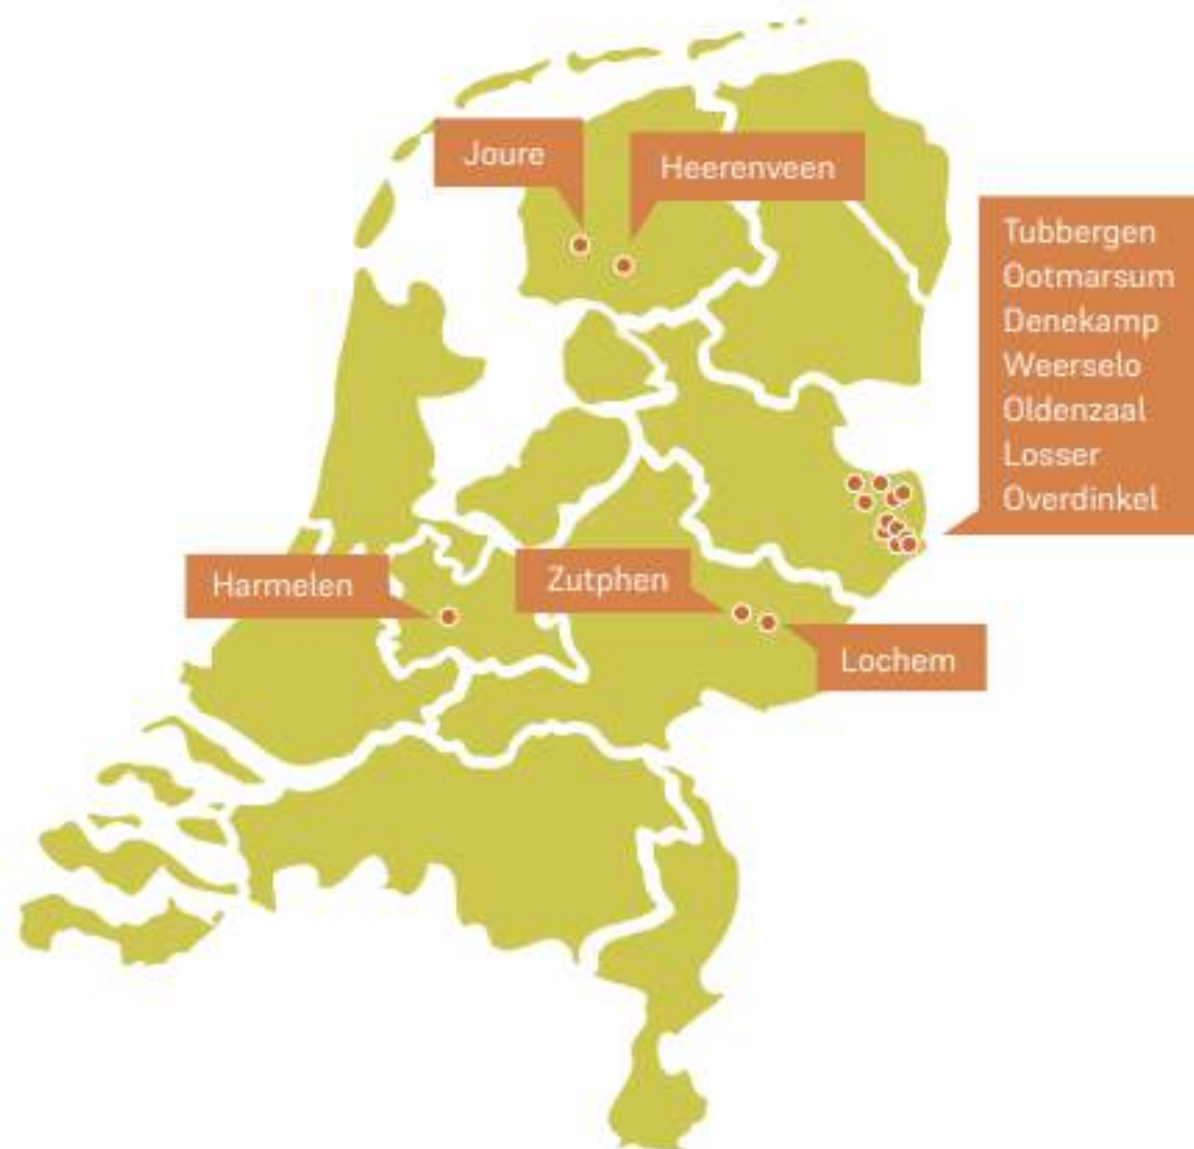 Joure
Heerenveen
Tubbergen
Ootmarsum
Denekamp
Weerselo
Oldenzaal
Losser
Overdinkel
Harmelen
Zutphen
Lochem